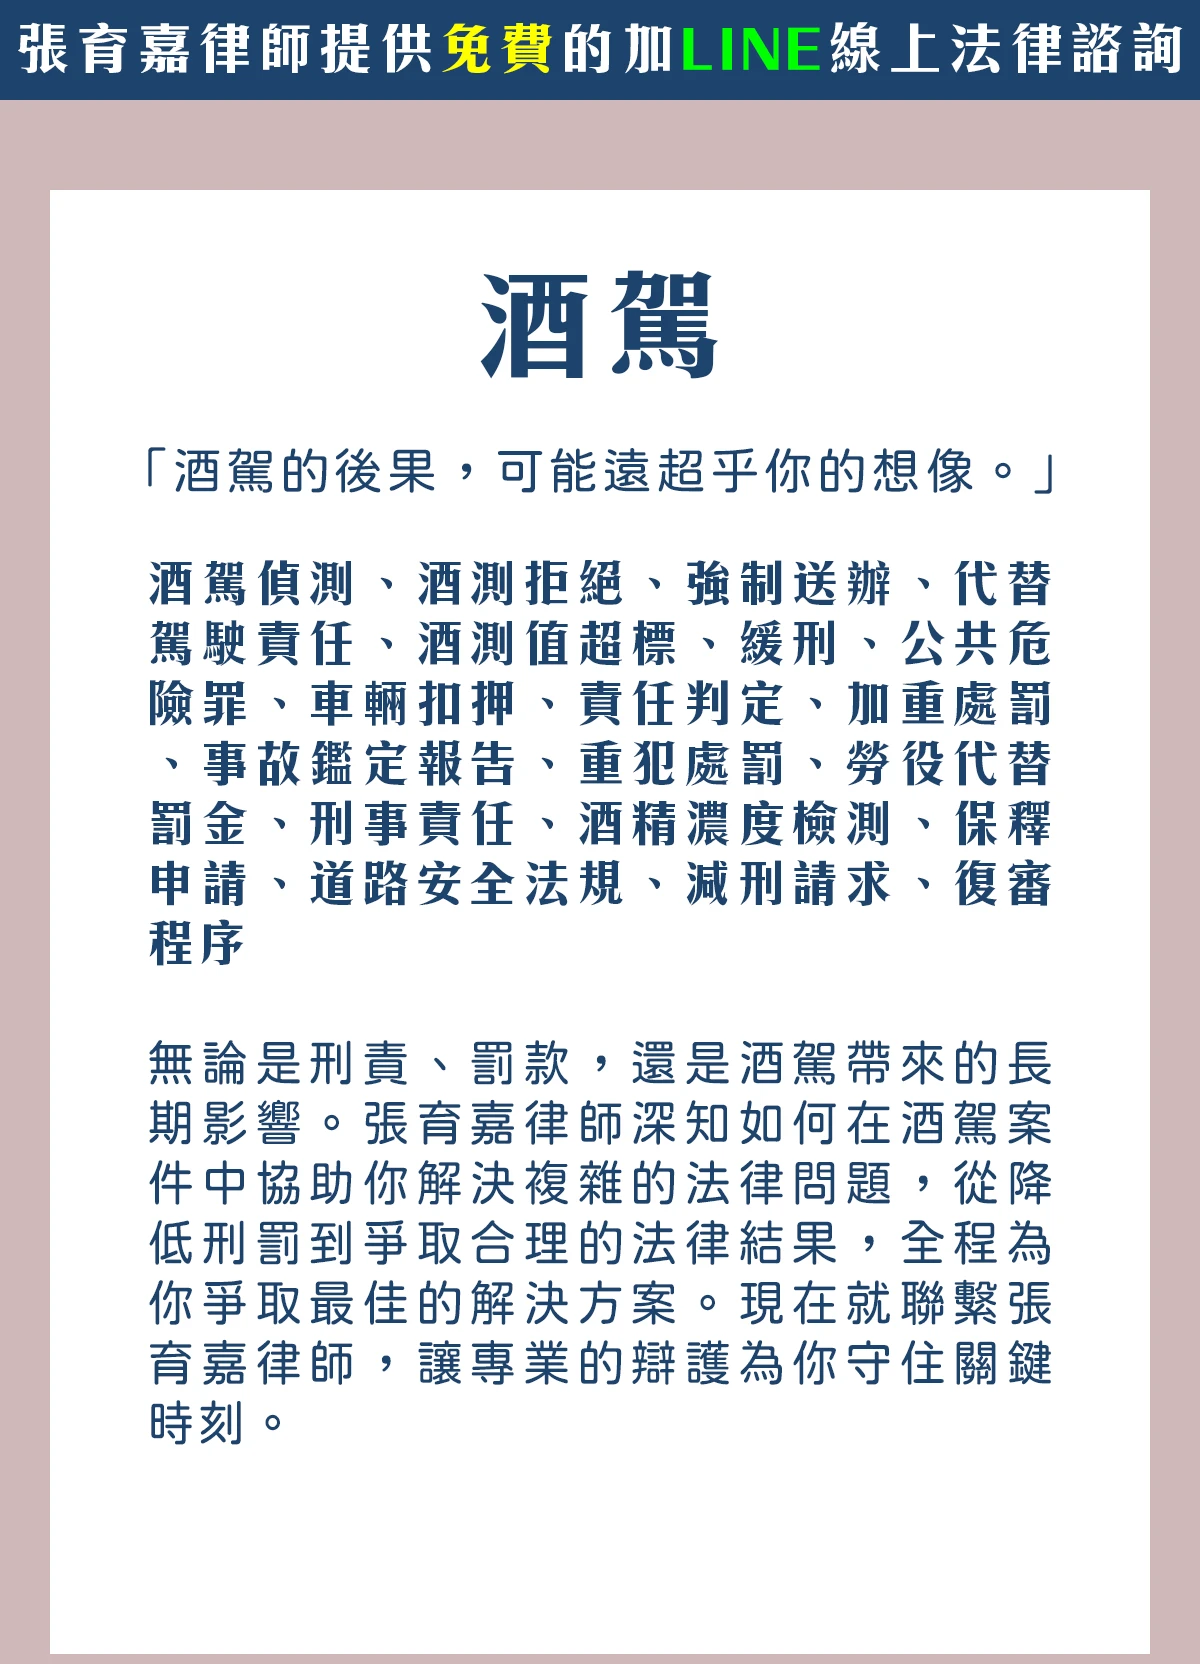 張育嘉律師提供免費的加LINE線上法律諮詢
酒駕
「酒駕的後果，可能遠超乎你的想像。」
酒駕偵測、酒測拒絕、強制送辦、代替
駕駛責任、酒測值超標、緩刑、公共危
險罪、車輛扣押、責任判定、加重處罰
、事故鑑定報告、重犯處罰、勞役代替
罰金、刑事責任、酒精濃度檢測、保釋
申請、道路安全法規、減刑請求、復審
程序
無論是刑責、罰款，還是酒駕帶來的長
期影響。張育嘉律師深知如何在酒駕案
件中協助你解決複雜的法律問題，從降
低刑罰到爭取合理的法律結果，全程為
你爭取最佳的解決方案。現在就聯繫張
育嘉律師，讓專業的辯護為你守住關鍵
時刻。